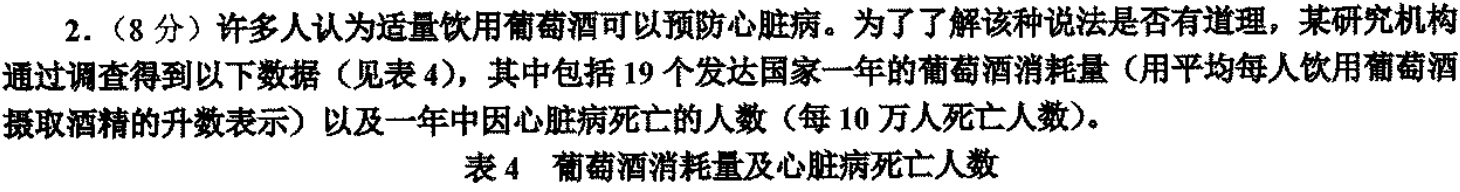 2.（8 分）许多人认为适量饮用葡萄酒可以预防心脏病。为了了解该种说法是否有道理，某研究机构
通过调查得到以下数据（见表 4），其中包括 19 个发达国家一年的葡萄酒消耗量（用平均每人饮用葡萄酒
摄取酒精的升数表示）以及一年中因心脏病死亡的人数（每 10 万人死亡人数）。
表 4 葡萄酒消耗量及心脏病死亡人数